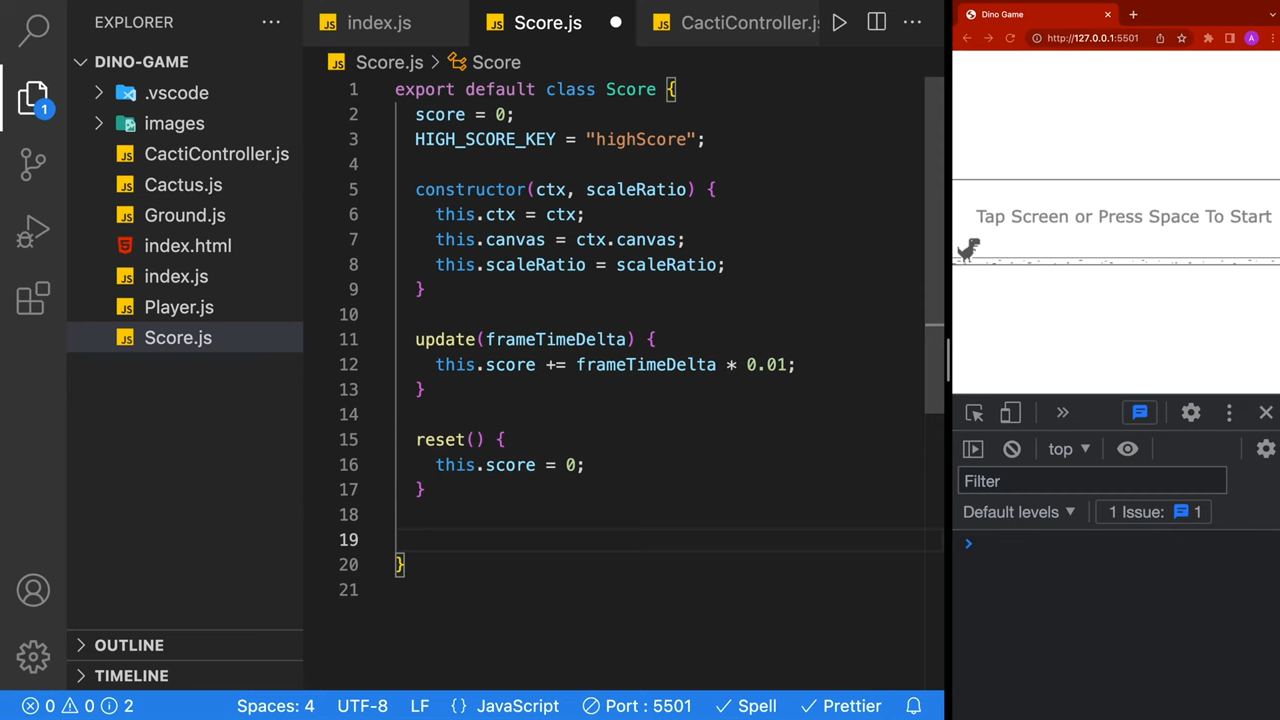 EXPLORER
DINO-GAME
.vscode
images
CactiController.js
Cactus.js
Ground.js
index.html
index.js
Player.js
Score.js
OUTLINE
TIMELINE
1
index.js
Score.js
CactiController.js
Score.js > Score
1 export default class Score {
2 score = 0;
3 HIGH_SCORE_KEY = "highScore";
4
5 constructor(ctx, scaleRatio) {
6 this.ctx = ctx;
7 this.canvas = ctx.canvas;
8 this.scaleRatio = scaleRatio;
9 }
10
11 update(frameTimeDelta) {
12 this.score += frameTimeDelta * 0.01;
13 }
14
15 reset() {
16 this.score = 0;
17 }
18
19
20 }
21
0 0 2 Spaces: 4 UTF-8 LF {} JavaScript Port : 5501 Spell Prettier
Dino Game
http://127.0.0.1:5501
A
Tap Screen or Press Space To Start
top
Filter
Default levels 1 Issue: 1